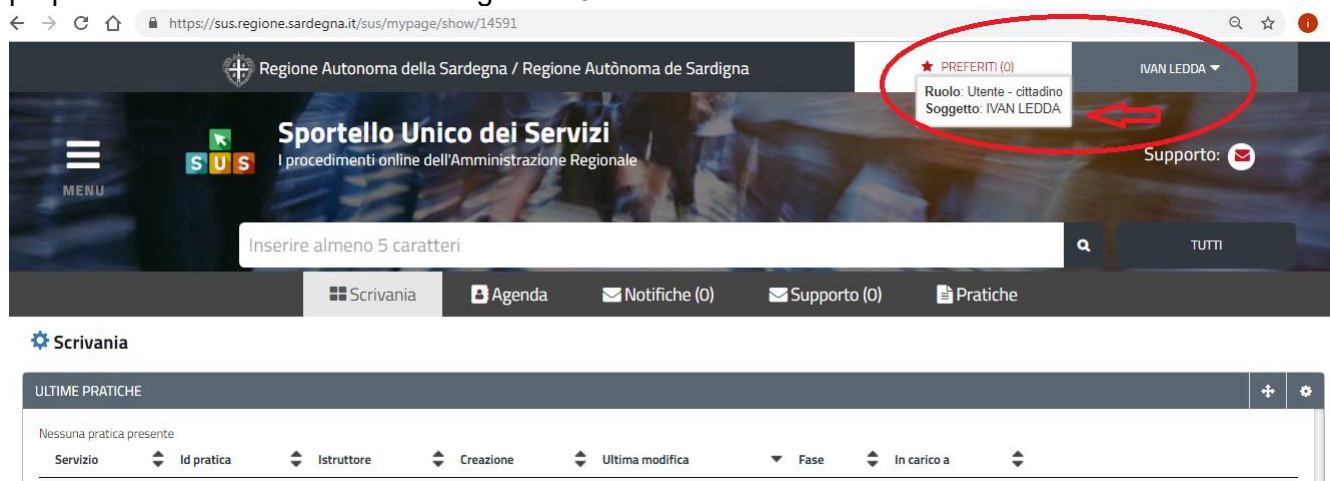 https://sus.regione.sardegna.it/sus/mypage/show/14591
i
Regione Autonoma della Sardegna / Regione Autònoma de Sardigna
★ PREFERITI (0)
IVAN LEDDA
Ruolo: Utente - cittadino
Soggetto: IVAN LEDDA
MENU
SUS
Sportello Unico dei Servizi
I procedimenti online dell'Amministrazione Regionale
Supporto:
Inserire almeno 5 caratteri
TUTTI
Scrivania
Agenda
Notifiche (0)
Supporto (0)
Pratiche
Scrivania
ULTIME PRATICHE
Nessuna pratica presente
Servizio Id pratica Istruttore Creazione Ultima modifica Fase In carico a